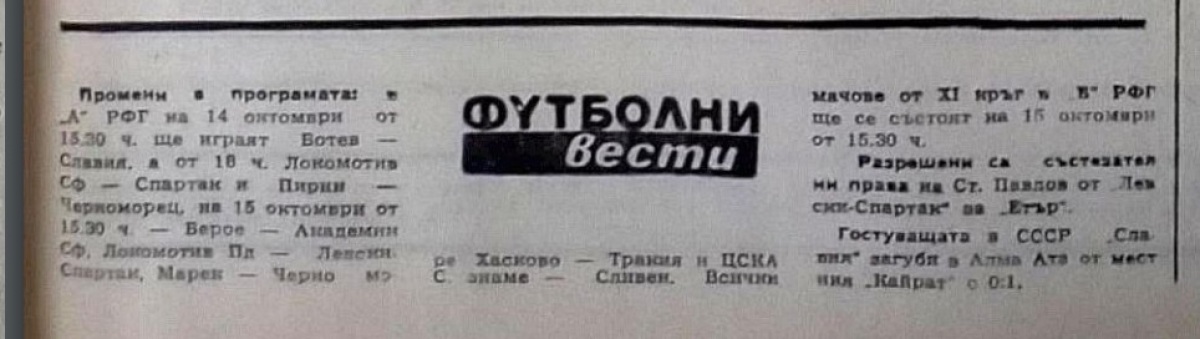 Промени в програмата: в
„А" РФГ на 14 октомври от
15.30 ч. ще играят Ботев —
Славия, а от 18 ч. Локомотив
Сф — Спартак и Пирин —
Черноморец, на 15 октомври от
15.30 ч. — Берое — Академик
Сф, Локомотив Пд — Левски-
Спартак, Марек — Черно мо
ФУТБОЛНИ
вести
ре Хасково — Тракия и ЦСКА
С. знаме — Сливен. Всички
мачове от XI кръг в „В" РФГ
ще се състоят на 15 октомври
от 15.30 ч.
Разрешени са състезател
ни права на Ст. Павлов от „Лев
ски-Спартак" за „Етър".
Гостуващата в СССР „Сла
вия" загуби в Алма Ата от мест
ния „Кайрат" с 0:1.